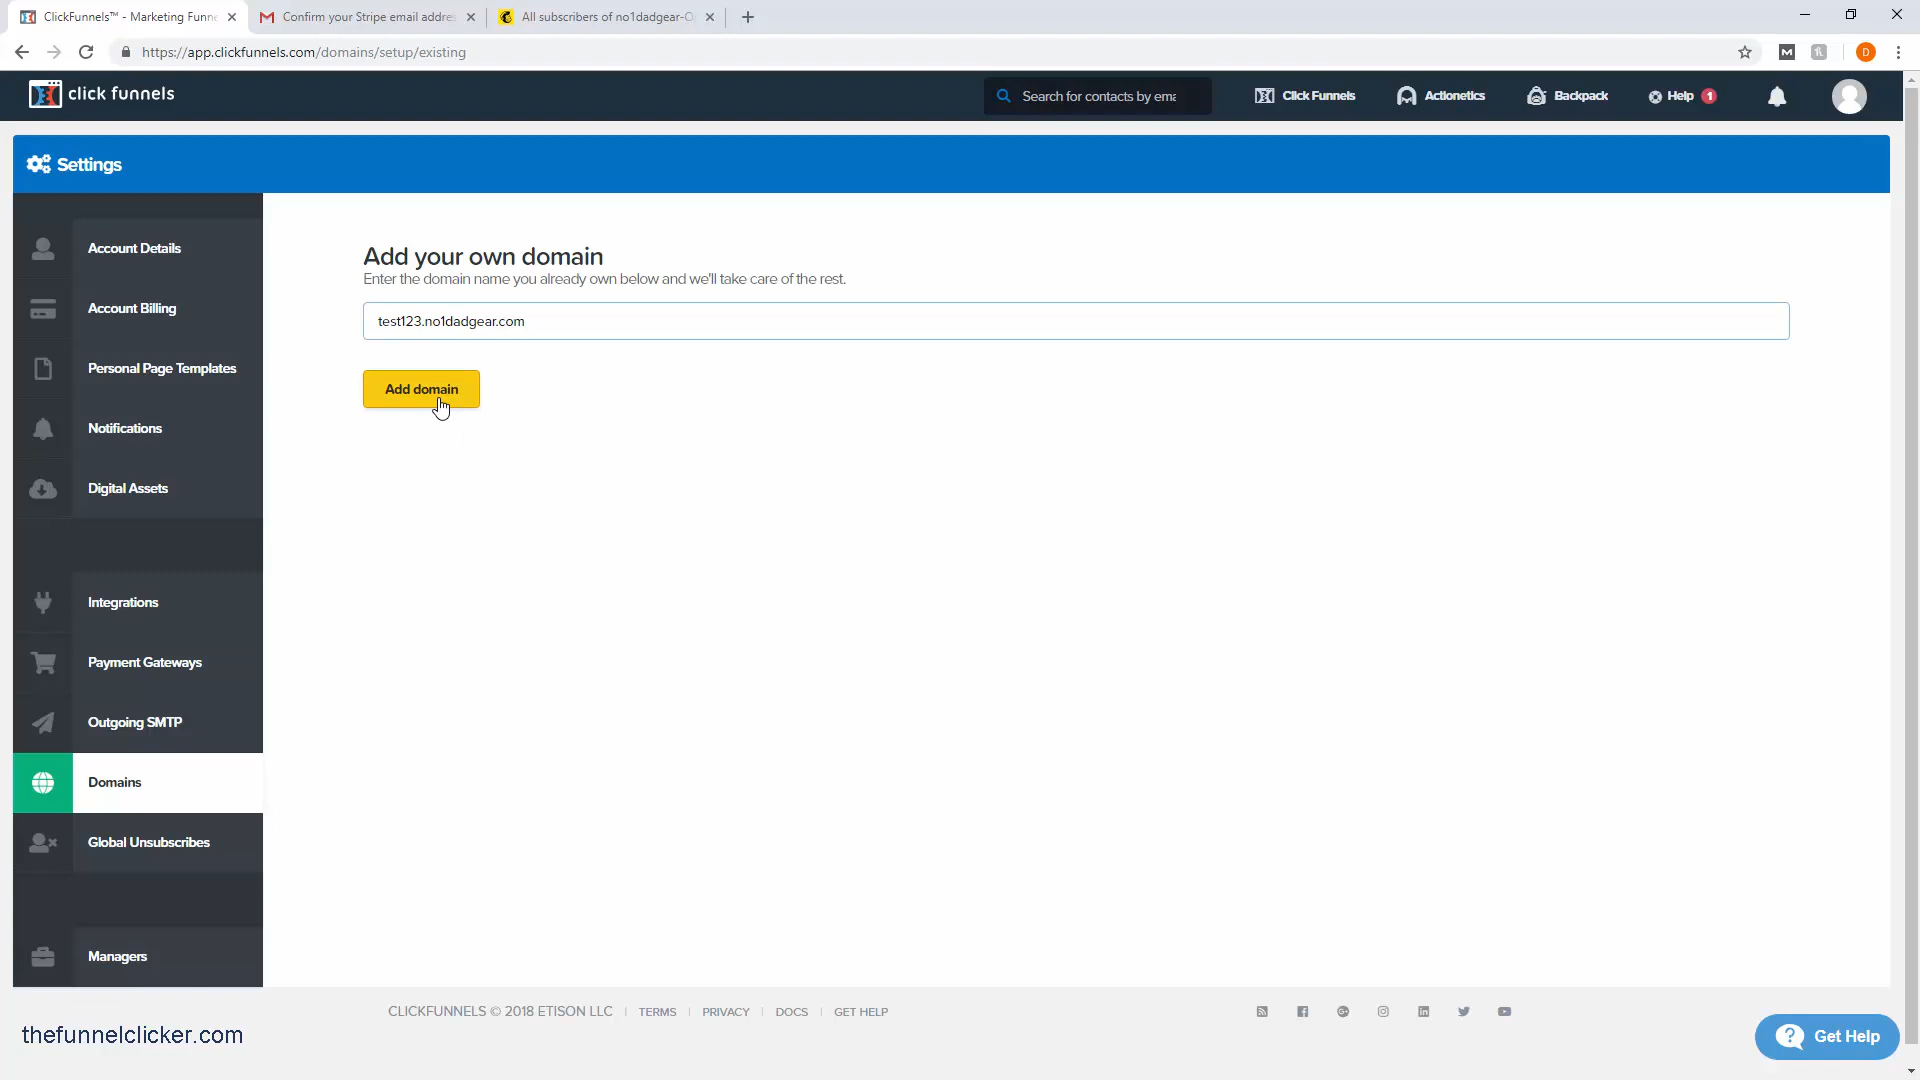 ClickFunnels™ - Marketing Funne
Confirm your Stripe email addres
All subscribers of no1dadgear-O
https://app.clickfunnels.com/domains/setup/existing
D
click funnels
Search for contacts by ema
Click Funnels
Actionetics
Backpack
Help 1
Settings
Account Details
Account Billing
Personal Page Templates
Notifications
Digital Assets
Integrations
Payment Gateways
Outgoing SMTP
Domains
Global Unsubscribes
Managers
Add your own domain
Enter the domain name you already own below and we'll take care of the rest.
test123.no1dadgear.com
Add domain
CLICKFUNNELS © 2018 ETISON LLC | TERMS | PRIVACY | DOCS | GET HELP
thefunnelclicker.com
Get Help